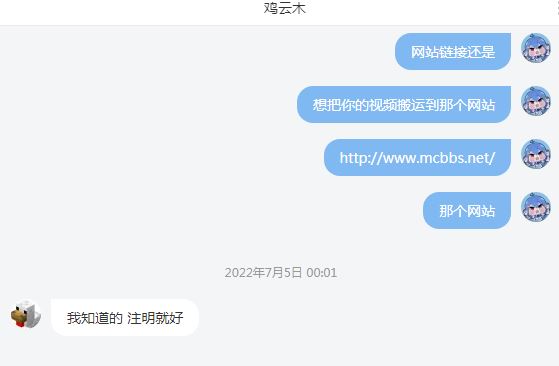 鸡云木
网站链接还是
想把你的视频搬运到那个网站
http://www.mcbbs.net/
那个网站
2022年7月5日 00:01
我知道的 注明就好